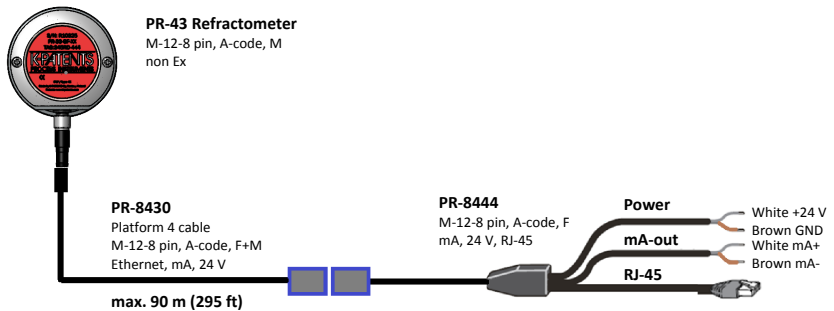 PR-43 Refractometer
M-12-8 pin, A-code, M
non Ex
K-PATENTS
PR-8430
Platform 4 cable
M-12-8 pin, A-code, F+M
Ethernet, mA, 24 V
max. 90 m (295 ft)
PR-8444
M-12-8 pin, A-code, F
mA, 24 V, RJ-45
Power
White +24 V
Brown GND
mA-out
White mA+
Brown mA-
RJ-45